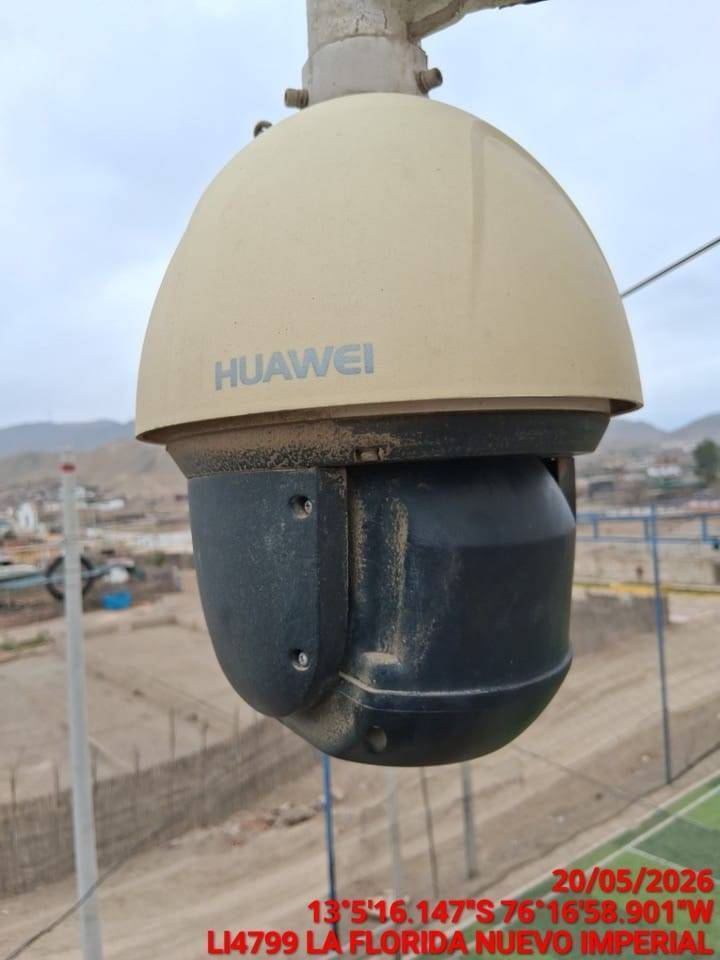 HUAWEI
20/05/2026
13°5'16.147"S 76°16'58.901"W
LI4799 LA FLORIDA NUEVO IMPERIAL